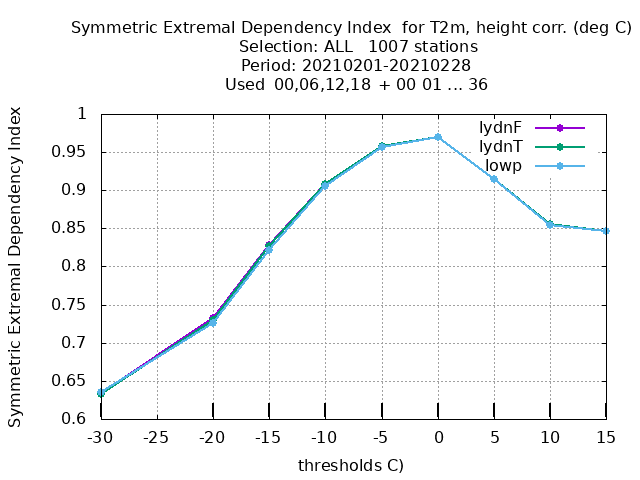 Symmetric Extremal Dependency Index  for T2m, height corr. (deg C)
Selection: ALL   1007 stations
Period: 20210201-20210228
Used  00,06,12,18  + 00 01 ... 36
Symmetric Extremal Dependency Index
1
0.95
0.9
0.85
0.8
0.75
0.7
0.65
0.6
lydnF
lydnT
lowp
-30 -25 -20 -15 -10 -5 0 5 10 15
thresholds C)